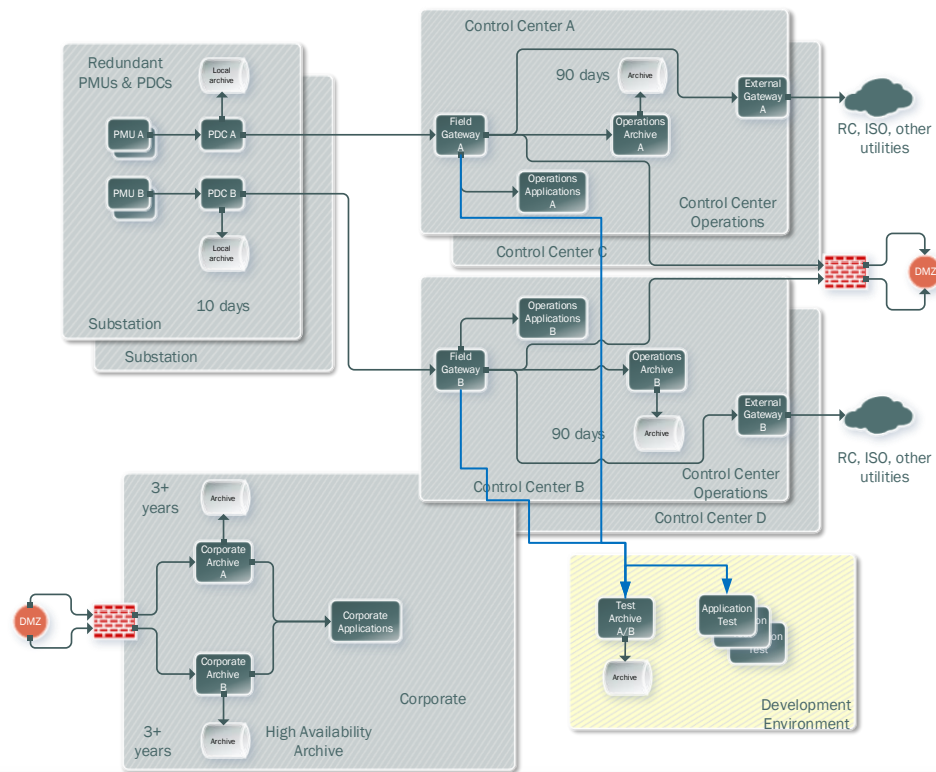 Control Center A
Redundant
PMUs & PDCs
Local
archive
PMU A
PDC A
PMU B
PDC B
Local
archive
10 days
Substation
Substation
90 days
Archive
Field
Gateway
A
Operations
Archive
A
External
Gateway
A
RC, ISO, other
utilities
Operations
Applications
A
Control Center
Operations
Control Center C
DMZ
Operations
Applications
B
Field
Gateway
B
Operations
Archive
B
Archive
90 days
External
Gateway
B
RC, ISO, other
utilities
Control Center
Operations
Control Center B
Control Center D
3+
years
Archive
Corporate
Archive
A
DMZ
Corporate
Applications
Corporate
Archive
B
Corporate
3+
years
Archive
High Availability
Archive
Test
Archive
A/B
Archive
Application
Test
on
on
Test
Development
Environment